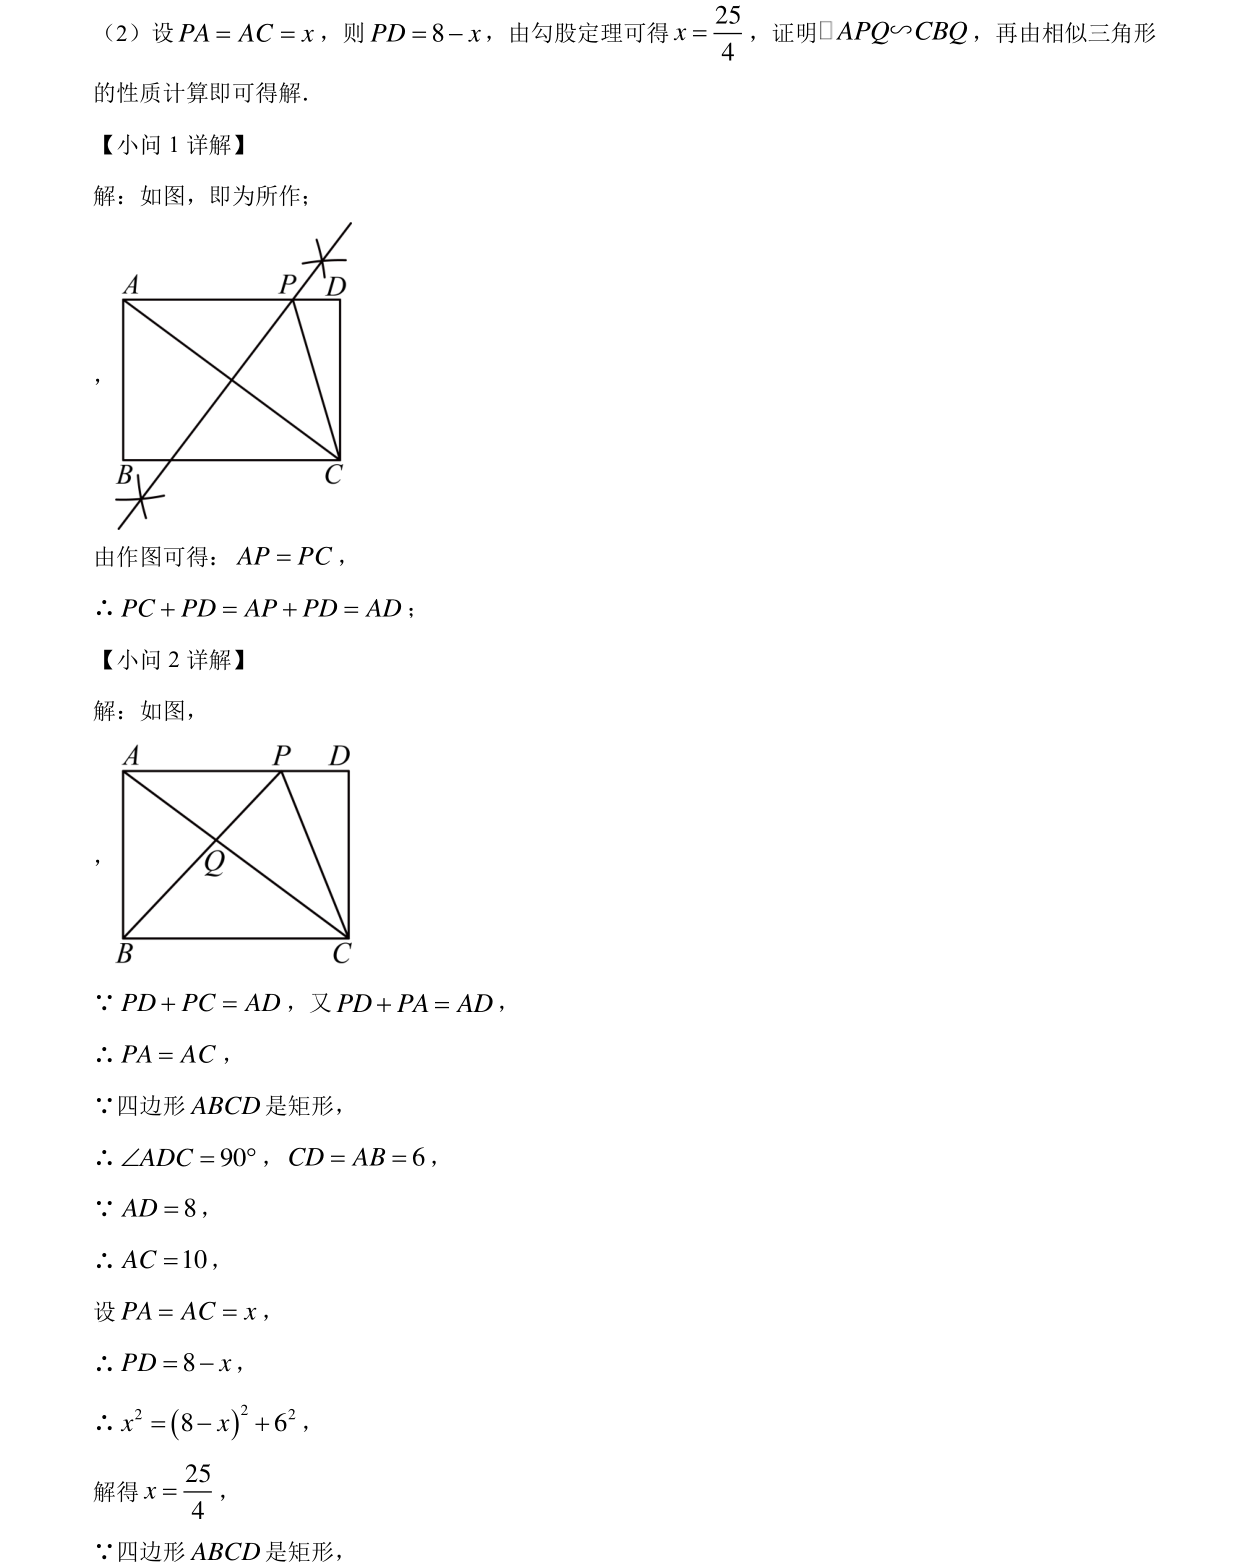 （2）设 PA = AC = x，则 PD = 8 − x，由勾股定理可得 x = 25/4，证明□APQ∽CBQ，再由相似三角形
的性质计算即可得解．
【小问 1 详解】
解：如图，即为所作；
A P D
，
B C
由作图可得： AP = PC，
∴ PC + PD = AP + PD = AD；
【小问 2 详解】
解：如图，
A P D
，
Q
B C
∵ PD + PC = AD，又 PD + PA = AD，
∴ PA = AC，
∵四边形 ABCD 是矩形，
∴ ∠ADC = 90°，CD = AB = 6，
∵ AD = 8，
∴ AC = 10，
设 PA = AC = x，
∴ PD = 8 − x，
∴ x² = (8 − x)² + 6²，
解得 x = 25/4，
∵四边形 ABCD 是矩形，